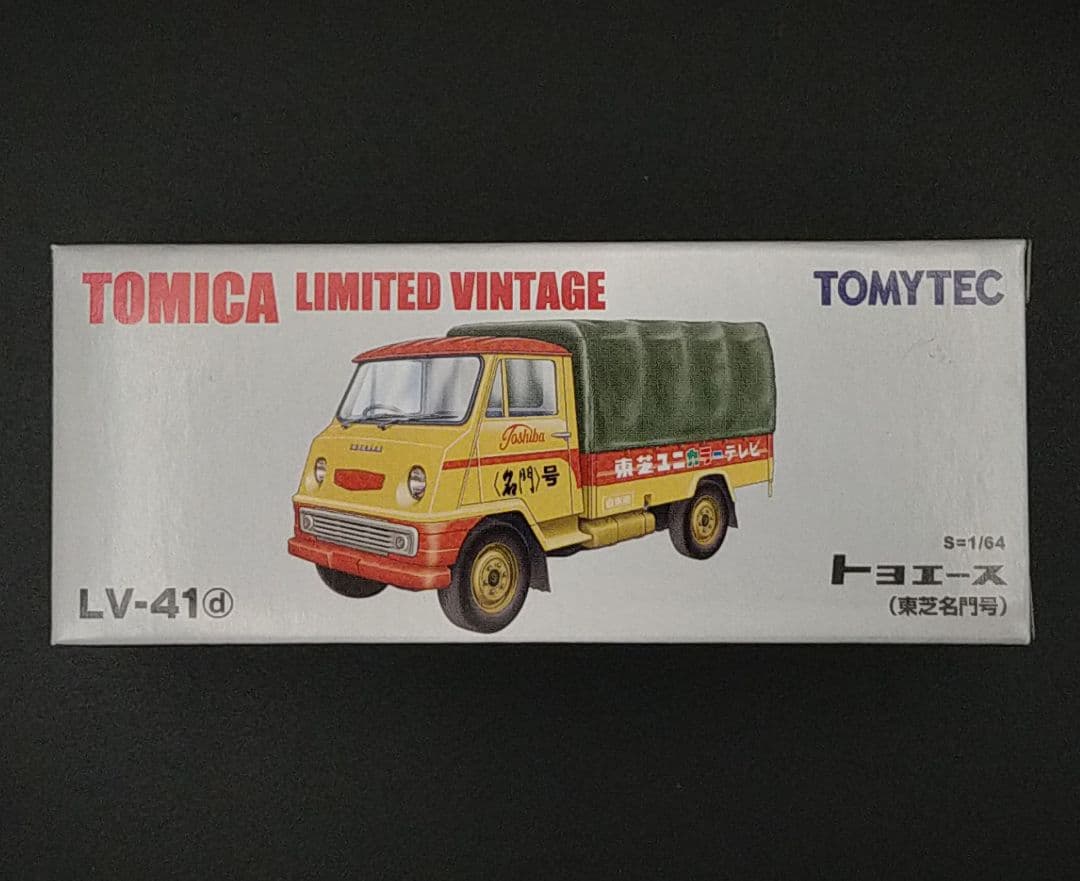 TOMICA LIMITED VINTAGE
TOMYTEC
Toshiba
〈名門〉号
東芝ユニカラーテレビ
S=1/64
トヨエース
(東芝名門号)
LV-41ⓓ